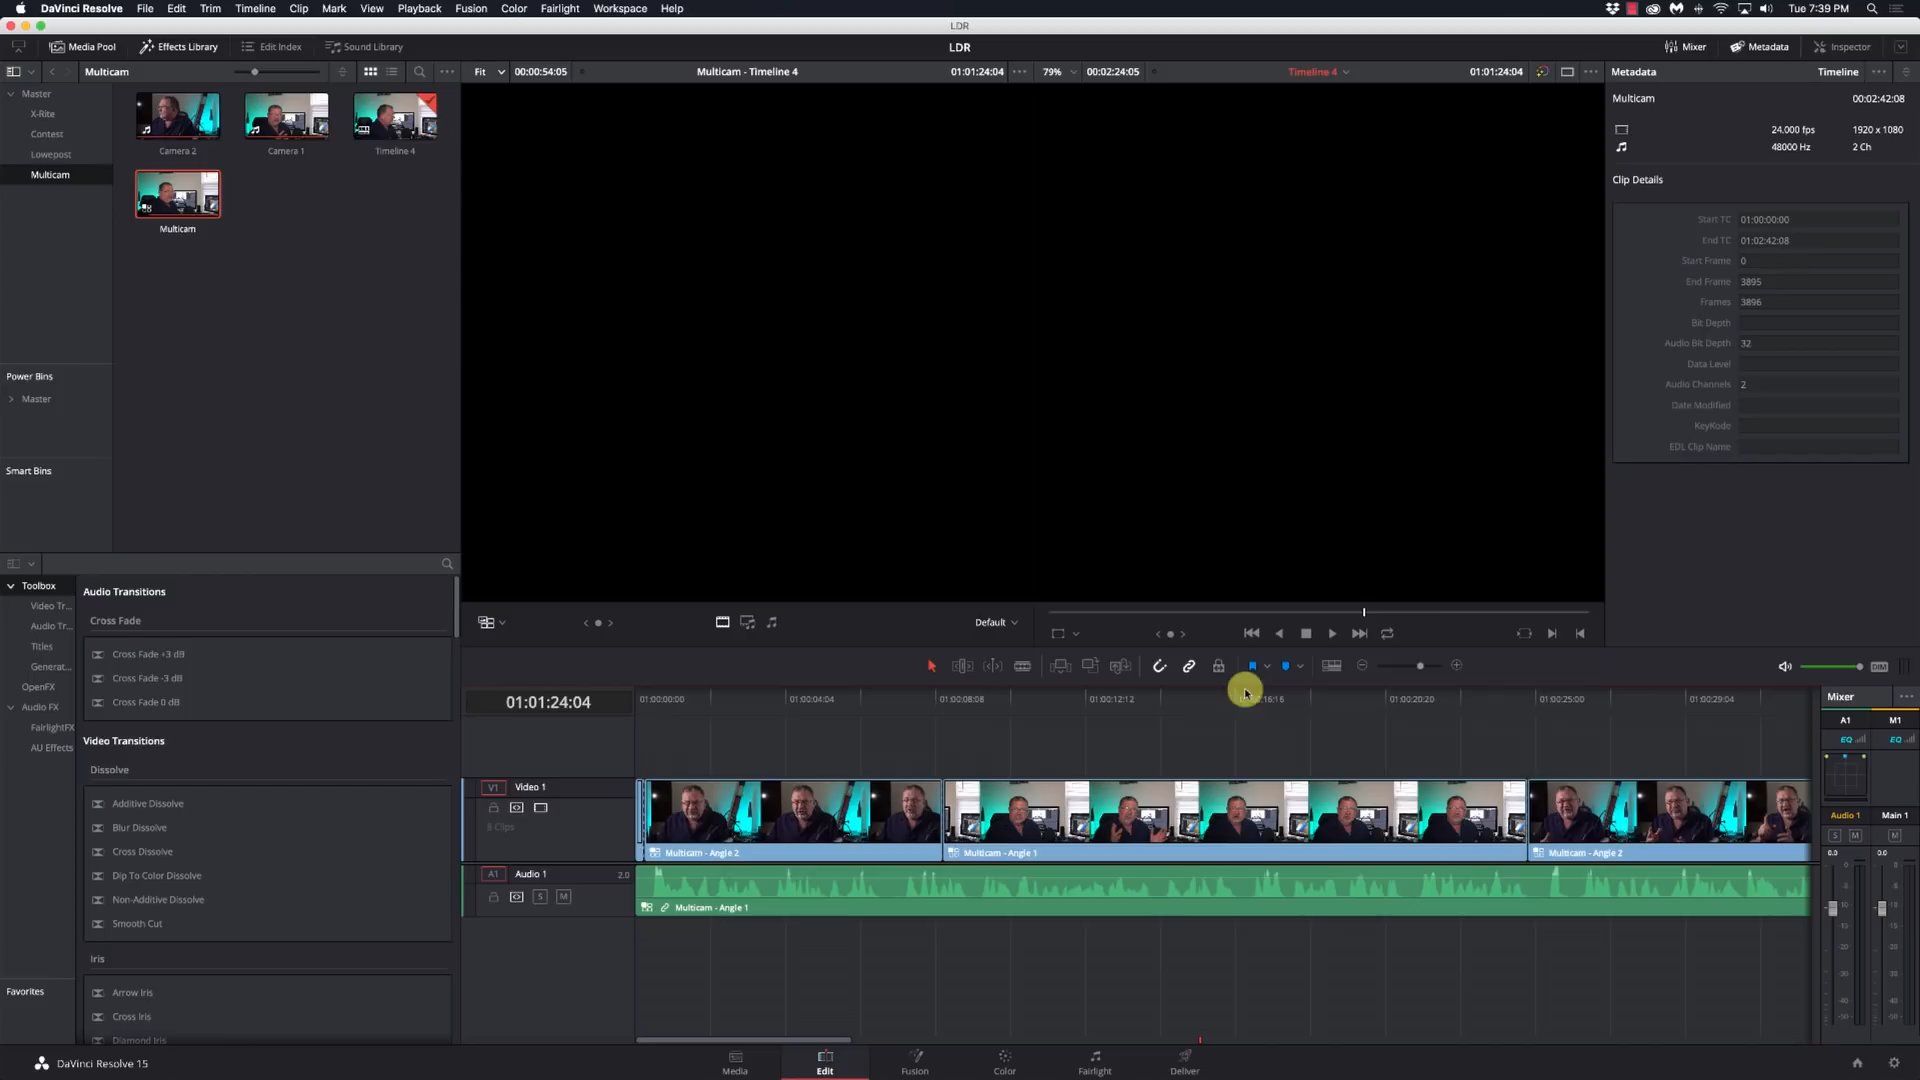 DaVinci Resolve File Edit Trim Timeline Clip Mark View Playback Fusion Color Fairlight Workspace Help
Tue 7:39 PM
LDR
Media Pool Effects Library Edit Index Sound Library
LDR
Mixer Metadata Inspector
Multicam
Fit 00:00:54:05 Multicam - Timeline 4 01:01:24:04
79% 00:02:24:05 Timeline 4 01:01:24:04
Metadata Timeline
Master
X-Rite
Contest
Lowepost
Multicam
Camera 2
Camera 1
Timeline 4
Multicam
Multicam 00:02:42:08
24.000 fps 1920 x 1080
48000 Hz 2 Ch
Clip Details
Start TC 01:00:00:00
End TC 01:02:42:08
Start Frame 0
End Frame 3895
Frames 3896
Bit Depth
Audio Bit Depth 32
Data Level
Audio Channels 2
Date Modified
KeyKode
EDL Clip Name
Power Bins
Master
Smart Bins
Toolbox
Video Tr...
Audio Tr...
Titles
Generat...
OpenFX
Audio FX
FairlightFX
AU Effects
Favorites
Audio Transitions
Cross Fade
Cross Fade +3 dB
Cross Fade -3 dB
Cross Fade 0 dB
Video Transitions
Dissolve
Additive Dissolve
Blur Dissolve
Cross Dissolve
Dip To Color Dissolve
Non-Additive Dissolve
Smooth Cut
Iris
Arrow Iris
Cross Iris
Diamond Iris
Default
DIM
01:01:24:04
01:00:00:00 01:00:04:04 01:00:08:08 01:00:12:12 16:16 01:00:20:20 01:00:25:00 01:00:29:04
V1 Video 1
8 Clips
Multicam - Angle 2
Multicam - Angle 1
Multicam - Angle 2
A1 Audio 1 2.0
S M
Multicam - Angle 1
Mixer
A1 M1
EQ EQ
Audio 1 Main 1
S M M
0.0 0.0
DaVinci Resolve 15
Media Edit Fusion Color Fairlight Deliver